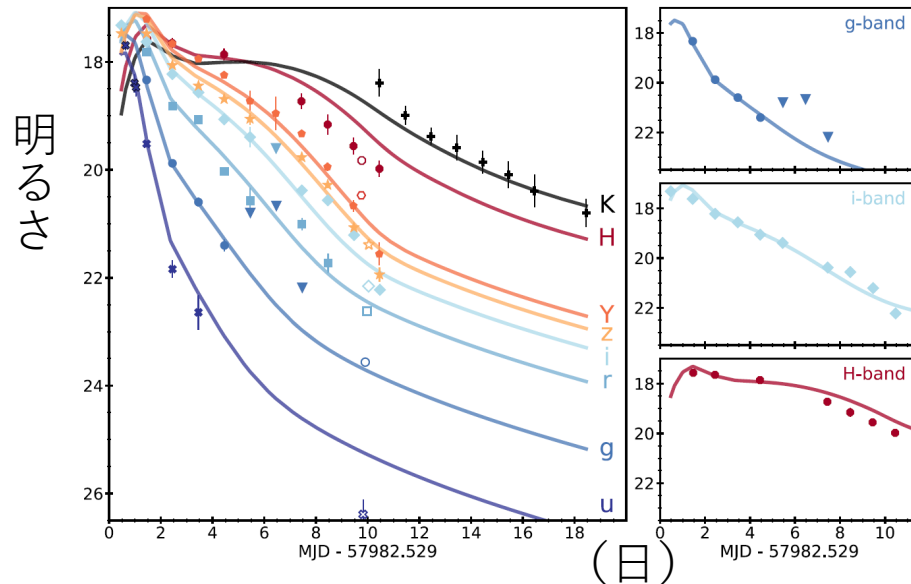 明るさ
18
20
22
24
26
K
H
Y
z
i
r
g
u
0 2 4 6 8 10 12 14 16 18
MJD - 57982.529
(日)
g-band
18
20
22
i-band
18
20
22
H-band
18
20
22
0 2 4 6 8 10
MJD - 57982.529